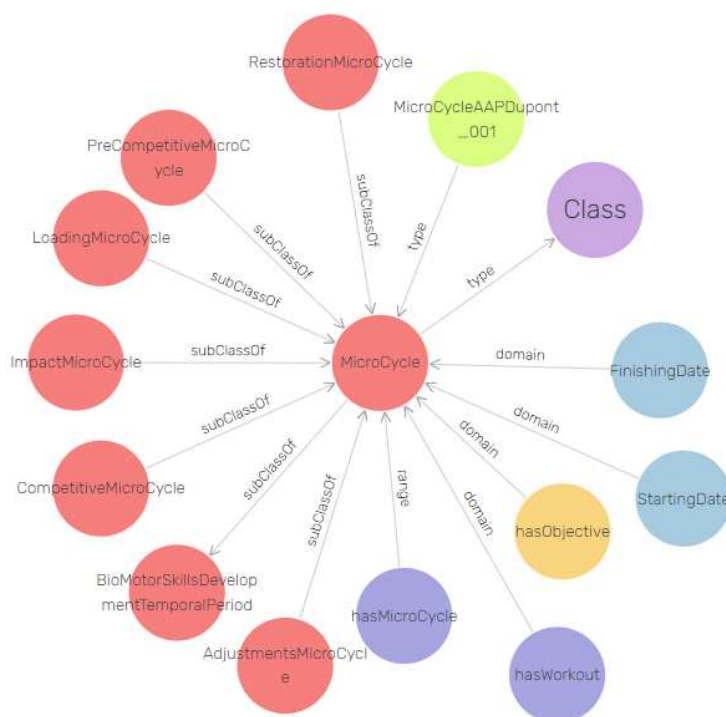 RestorationMicroCycle
MicroCycleAAPDupont
_001
PreCompetitiveMicroC
ycle
Class
LoadingMicroCycle
subClassOf
subClassOf
type
type
subClassOf
ImpactMicroCycle
subClassOf
MicroCycle
domain
FinishingDate
subClassOf
domain
CompetitiveMicroCycle
subClassOf
domain
StartingDate
subClassOf
range
domain
hasObjective
BioMotorSkillsDevelop
mentTemporalPeriod
hasMicroCycle
AdjustmentsMicroCycl
e
hasWorkout